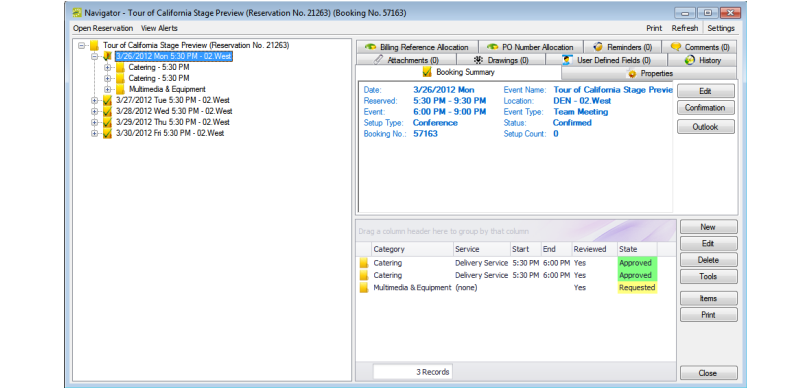 Navigator - Tour of California Stage Preview (Reservation No. 21263) (Booking No. 57163)
Open Reservation View Alerts Print Refresh Settings
Tour of California Stage Preview (Reservation No. 21263)
3/26/2012 Mon 5:30 PM - 02.West
Catering - 5:30 PM
Catering - 5:30 PM
Multimedia & Equipment
3/27/2012 Tue 5:30 PM - 02.West
3/28/2012 Wed 5:30 PM - 02.West
3/29/2012 Thu 5:30 PM - 02.West
3/30/2012 Fri 5:30 PM - 02.West
Billing Reference Allocation PO Number Allocation Reminders (0) Comments (0)
Attachments (0) Drawings (0) User Defined Fields (0) History
Booking Summary Properties
Date: 3/26/2012 Mon Event Name: Tour of California Stage Previe
Reserved: 5:30 PM - 9:30 PM Location: DEN - 02.West
Event: 6:00 PM - 9:00 PM Event Type: Team Meeting
Setup Type: Conference Status: Confirmed
Booking No.: 57163 Setup Count: 0
Edit
Confirmation
Outlook
Drag a column header here to group by that column
Category Service Start End Reviewed State
Catering Delivery Service 5:30 PM 6:00 PM Yes Approved
Catering Delivery Service 5:30 PM 6:00 PM Yes Approved
Multimedia & Equipment (none) Yes Requested
3 Records
New
Edit
Delete
Tools
Items
Print
Close